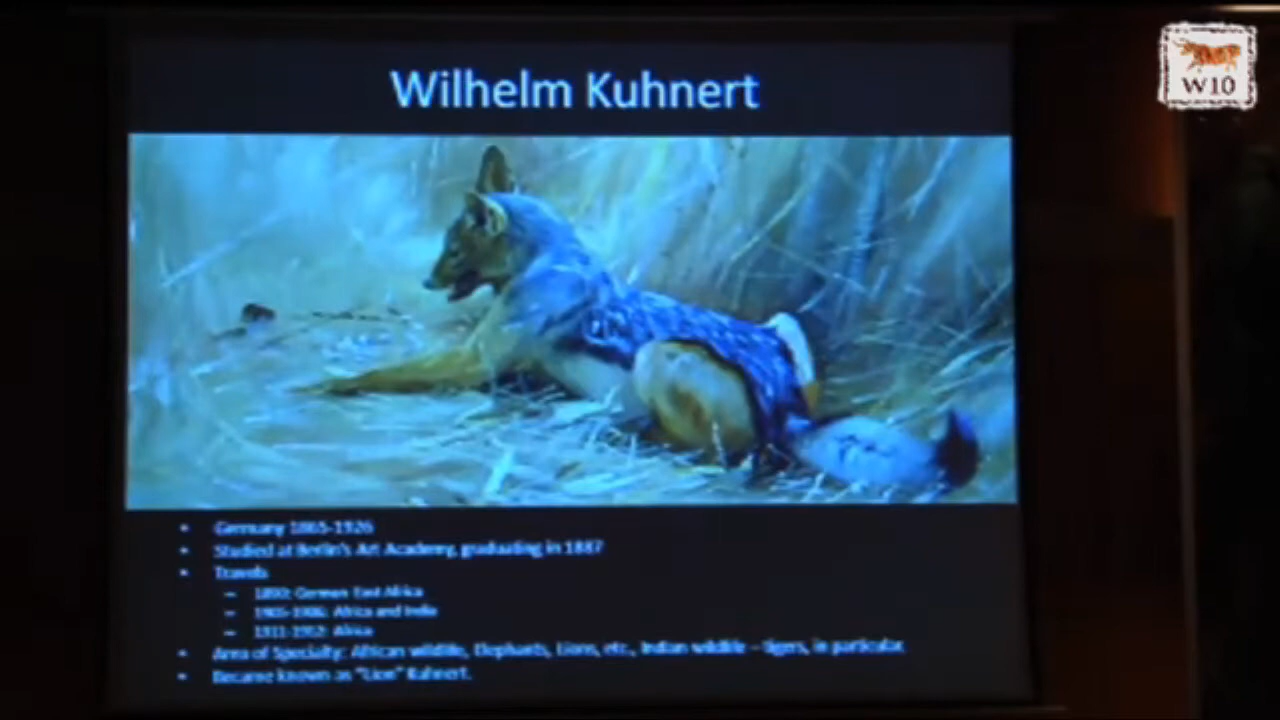 W10
Wilhelm Kuhnert
• Germany 1865-1926
• Studied at Berlin's Art Academy, graduating in 1887
• Travels
– German East Africa
– 1905-1906: Africa and India
– 1911-1912: Africa
• Area of Specialty: African wildlife, Elephants, Lions, etc., Indian wildlife – tigers, in particular.
• Became known as "Lion" Kuhnert.